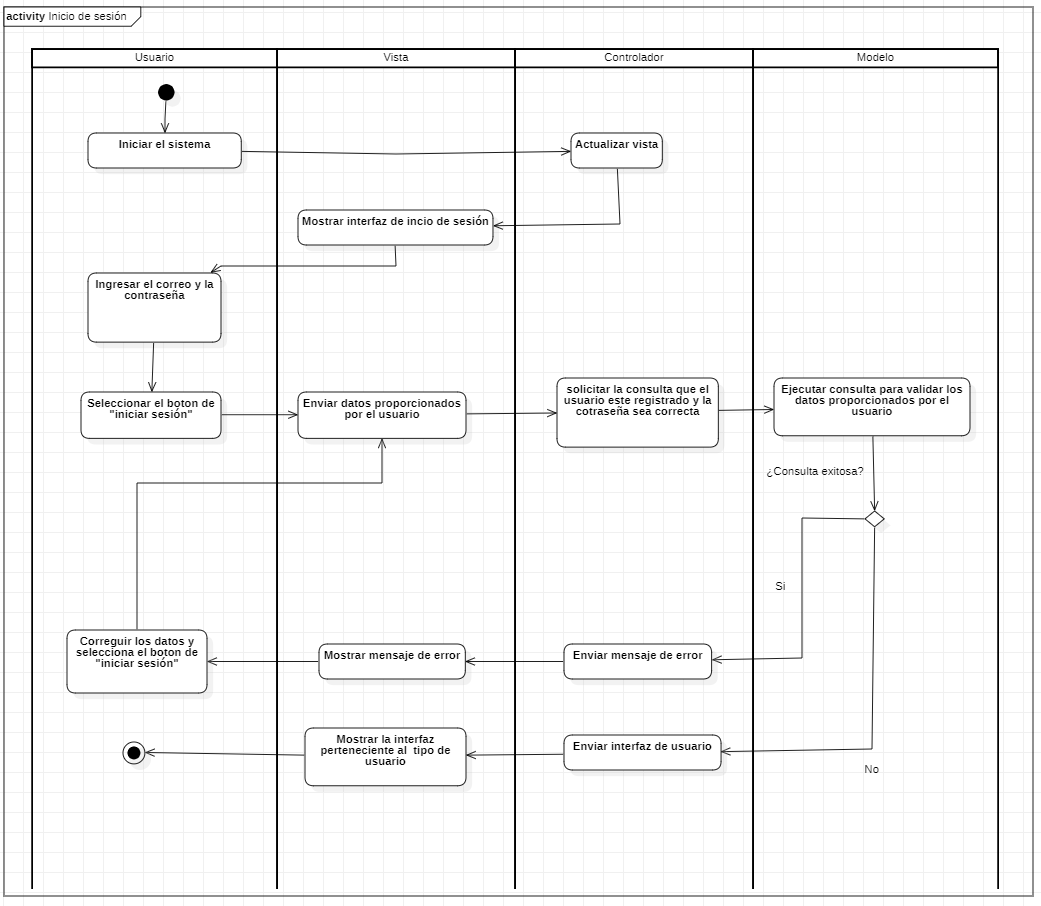 activity Inicio de sesión
Usuario
Vista
Controlador
Modelo
Iniciar el sistema
Actualizar vista
Mostrar interfaz de incio de sesión
Ingresar el correo y la
contraseña
Seleccionar el boton de
"iniciar sesión"
Enviar datos proporcionados
por el usuario
solicitar la consulta que el
usuario este registrado y la
cotraseña sea correcta
Ejecutar consulta para validar los
datos proporcionados por el
usuario
¿Consulta exitosa?
Si
Correguir los datos y
selecciona el boton de
"iniciar sesión"
Mostrar mensaje de error
Enviar mensaje de error
Mostrar la interfaz
perteneciente al  tipo de
usuario
Enviar interfaz de usuario
No